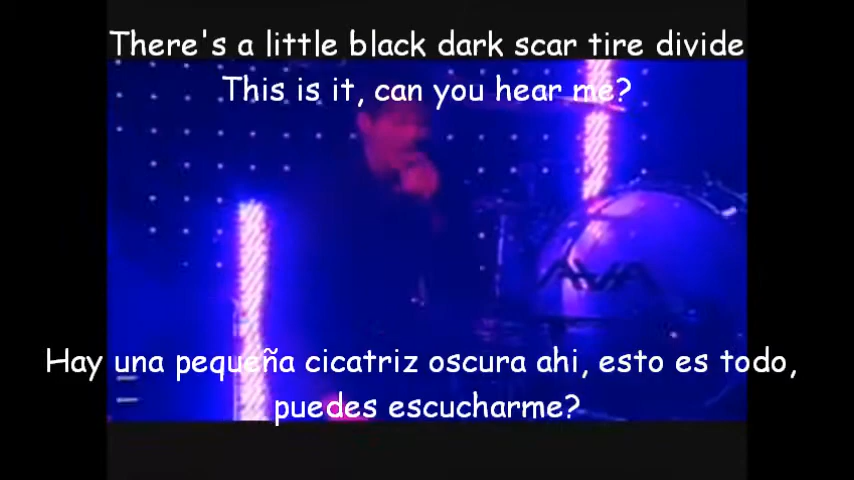 There's a little black dark scar tire divide
This is it, can you hear me?
AVA
Hay una pequeña cicatriz oscura ahi, esto es todo,
puedes escucharme?